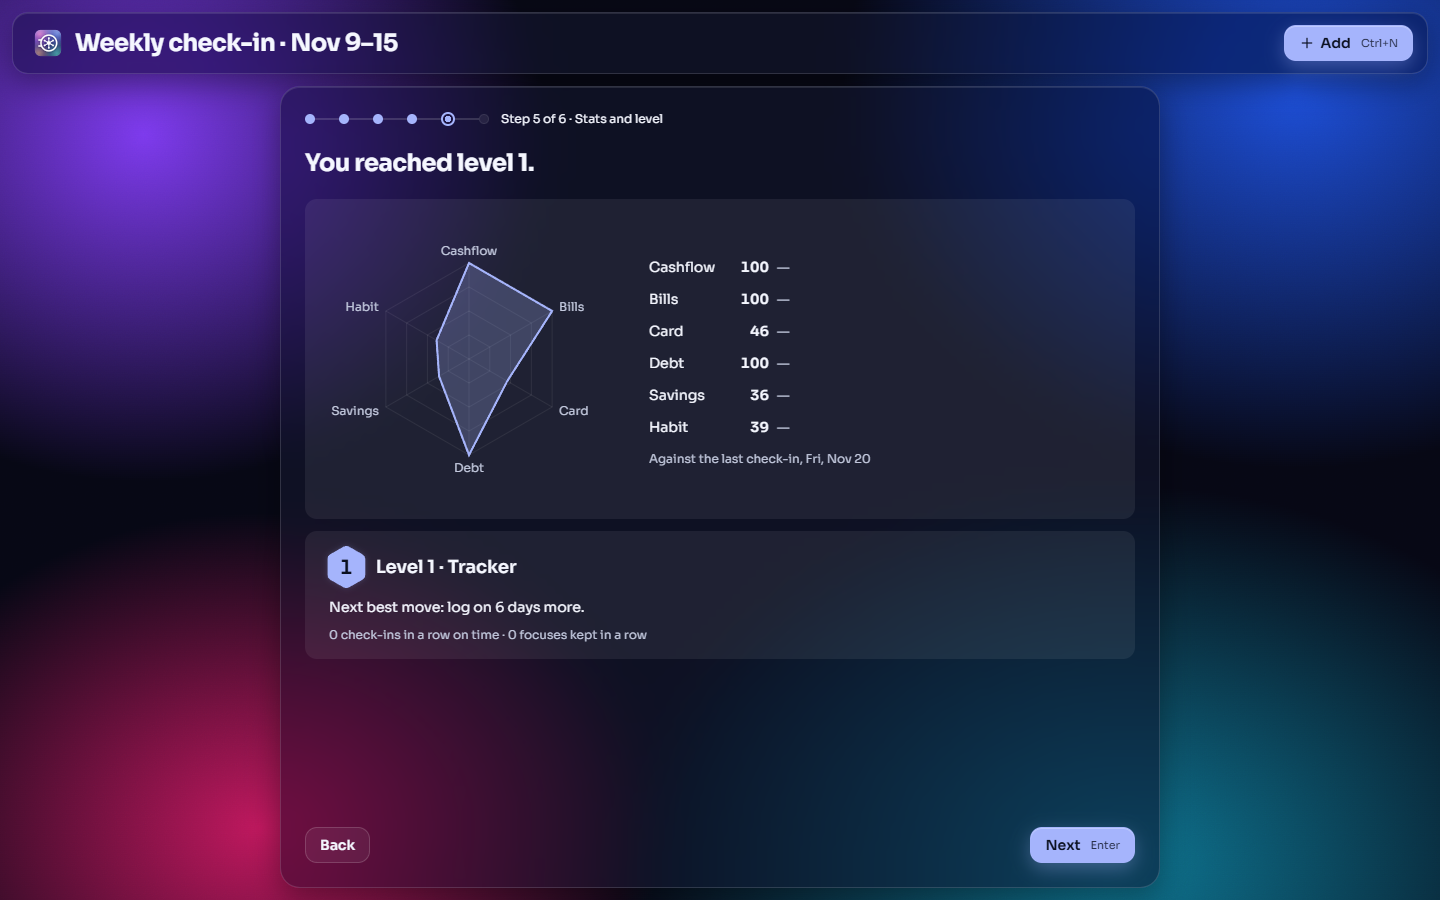 Weekly check-in · Nov 9–15
+ Add Ctrl+N
Step 5 of 6 · Stats and level
You reached level 1.
Cashflow
Habit
Bills
Savings
Card
Debt
Cashflow 100 —
Bills 100 —
Card 46 —
Debt 100 —
Savings 36 —
Habit 39 —
Against the last check-in, Fri, Nov 20
1 Level 1 · Tracker
Next best move: log on 6 days more.
0 check-ins in a row on time · 0 focuses kept in a row
Back
Next Enter